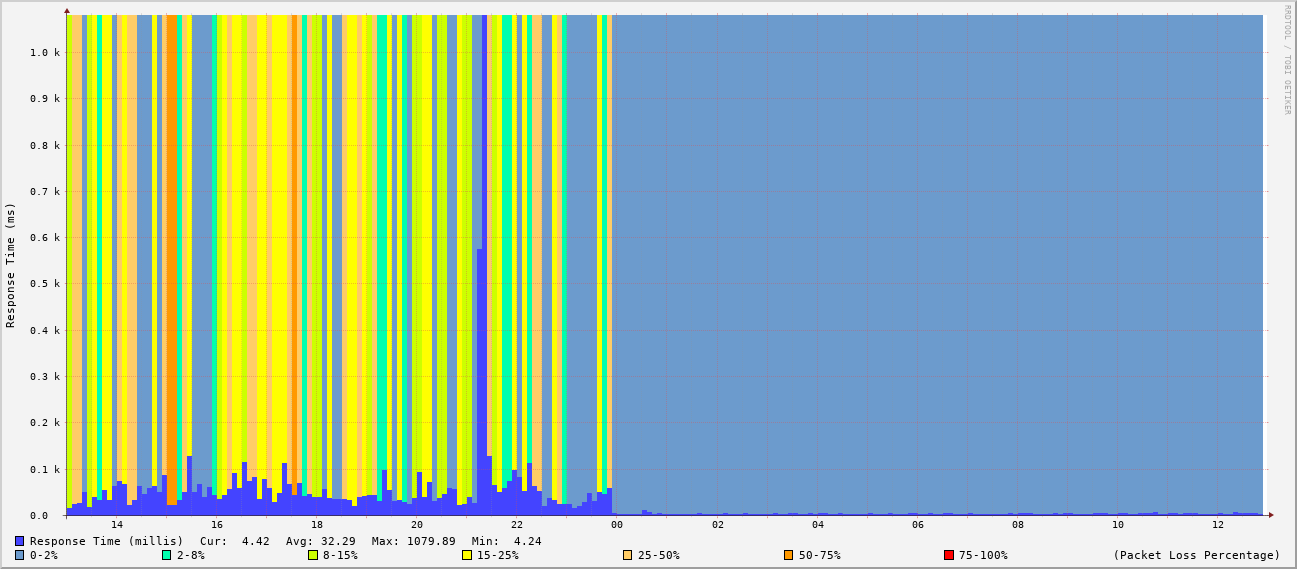 RRDTOOL / TOBI OETIKER
Response Time (ms)
1.0 k
0.9 k
0.8 k
0.7 k
0.6 k
0.5 k
0.4 k
0.3 k
0.2 k
0.1 k
0.0
14 16 18 20 22 00 02 04 06 08 10 12
Response Time (millis) Cur: 4.42 Avg: 32.29 Max: 1079.89 Min: 4.24
0-2% 2-8% 8-15% 15-25% 25-50% 50-75% 75-100% (Packet Loss Percentage)